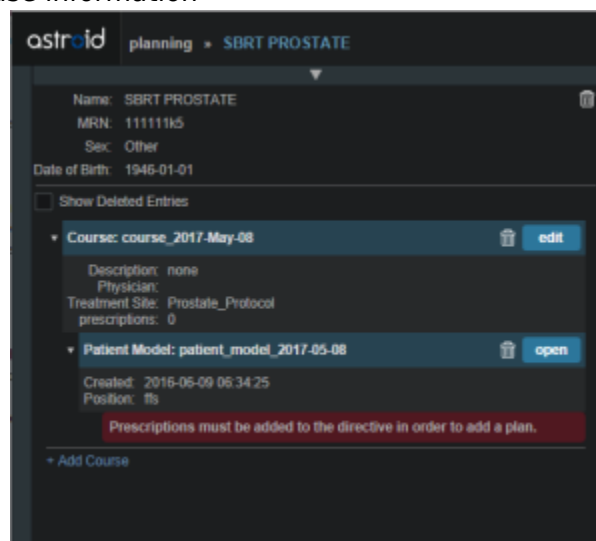 astroid planning » SBRT PROSTATE
Name: SBRT PROSTATE
MRN: 111111k5
Sex: Other
Date of Birth: 1946-01-01
Show Deleted Entries
Course: course_2017-May-08 edit
Description: none
Physician:
Treatment Site: Prostate_Protocol
prescriptions: 0
Patient Model: patient_model_2017-05-08 open
Created: 2016-06-09 06:34:25
Position: ffs
Prescriptions must be added to the directive in order to add a plan.
+ Add Course